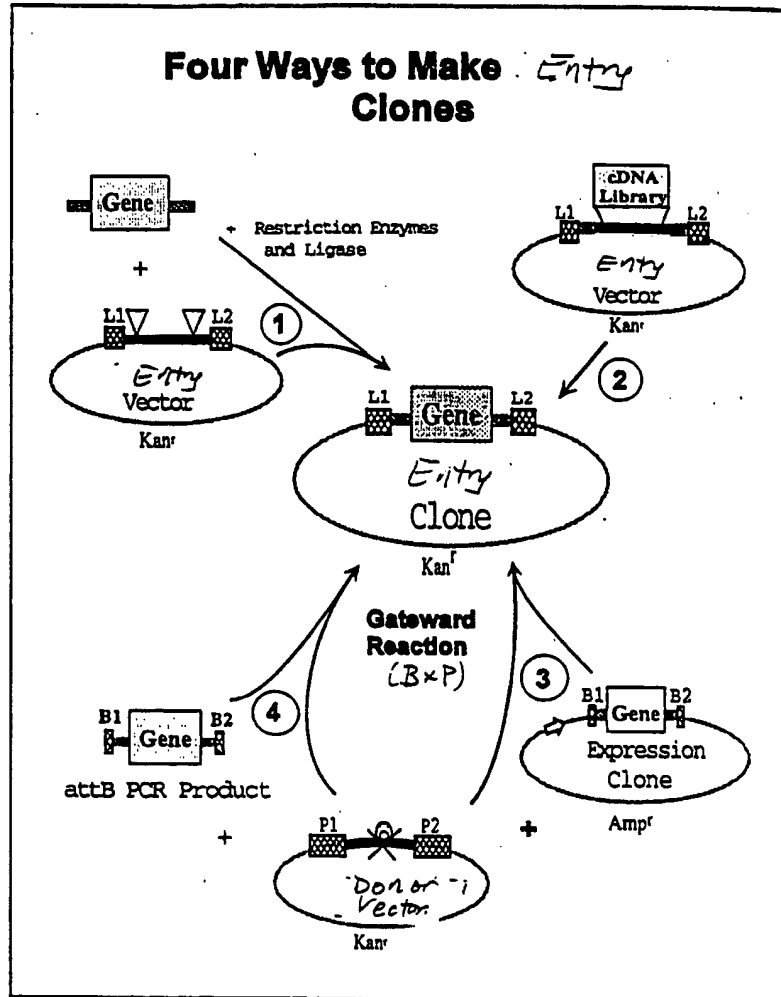 Four Ways to Make Entry
Clones
Gene
+ Restriction Enzymes
and Ligase
+
L1 L2
Entry
Vector
Kanʳ
1
cDNA
Library
L1 L2
Entry
Vector
Kanʳ
2
L1 Gene L2
Entry
Clone
Kanʳ
Gateward
Reaction
(B×P)
4
3
B1 Gene B2
attB PCR Product
+
B1 Gene B2
Expression
Clone
Ampʳ
+
P1 P2
Donor
Vector
Kanʳ